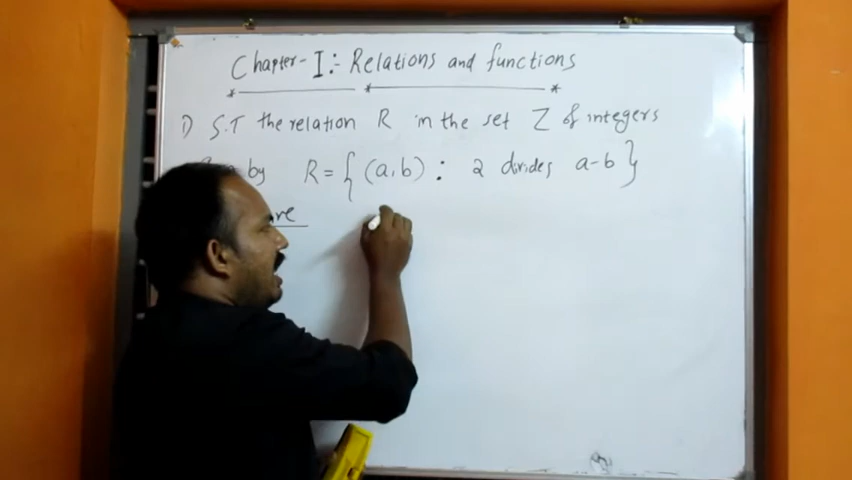 Chapter-I:- Relations and functions
1) S.T the relation R in the set Z of integers
by R = { (a,b) : 2 divides a-b }